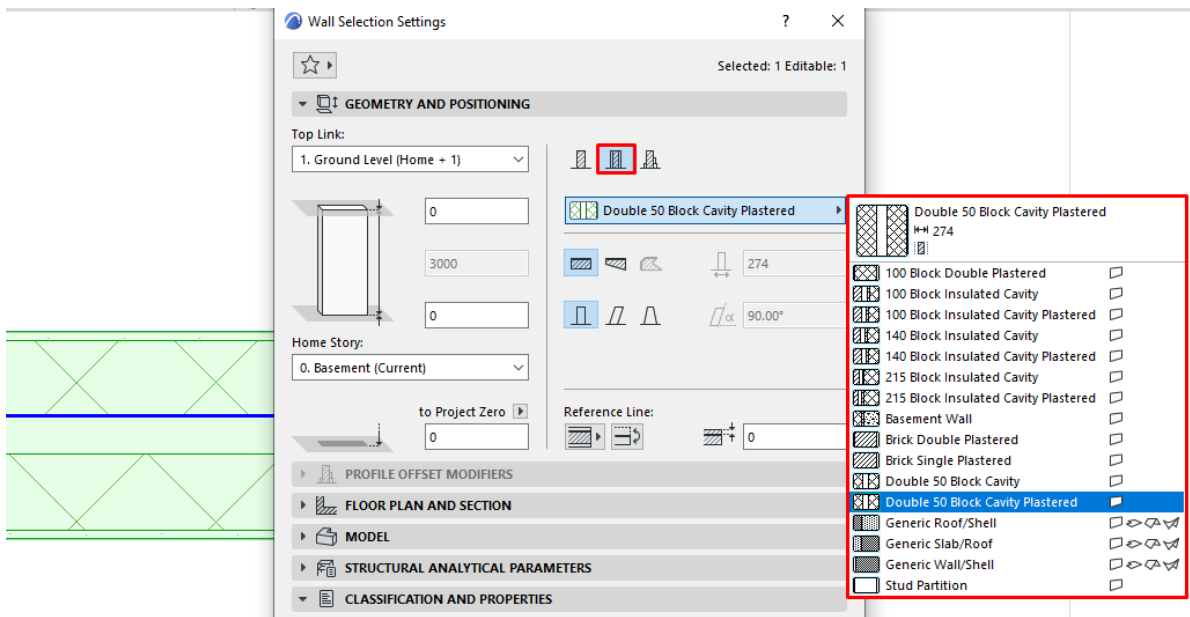 Wall Selection Settings
?
Selected: 1 Editable: 1
GEOMETRY AND POSITIONING
Top Link:
1. Ground Level (Home + 1)
0
3000
0
Home Story:
0. Basement (Current)
to Project Zero
0
Double 50 Block Cavity Plastered
274
α
90.00°
Reference Line:
0
PROFILE OFFSET MODIFIERS
FLOOR PLAN AND SECTION
MODEL
STRUCTURAL ANALYTICAL PARAMETERS
CLASSIFICATION AND PROPERTIES
Double 50 Block Cavity Plastered
274
100 Block Double Plastered
100 Block Insulated Cavity
100 Block Insulated Cavity Plastered
140 Block Insulated Cavity
140 Block Insulated Cavity Plastered
215 Block Insulated Cavity
215 Block Insulated Cavity Plastered
Basement Wall
Brick Double Plastered
Brick Single Plastered
Double 50 Block Cavity
Double 50 Block Cavity Plastered
Generic Roof/Shell
Generic Slab/Roof
Generic Wall/Shell
Stud Partition